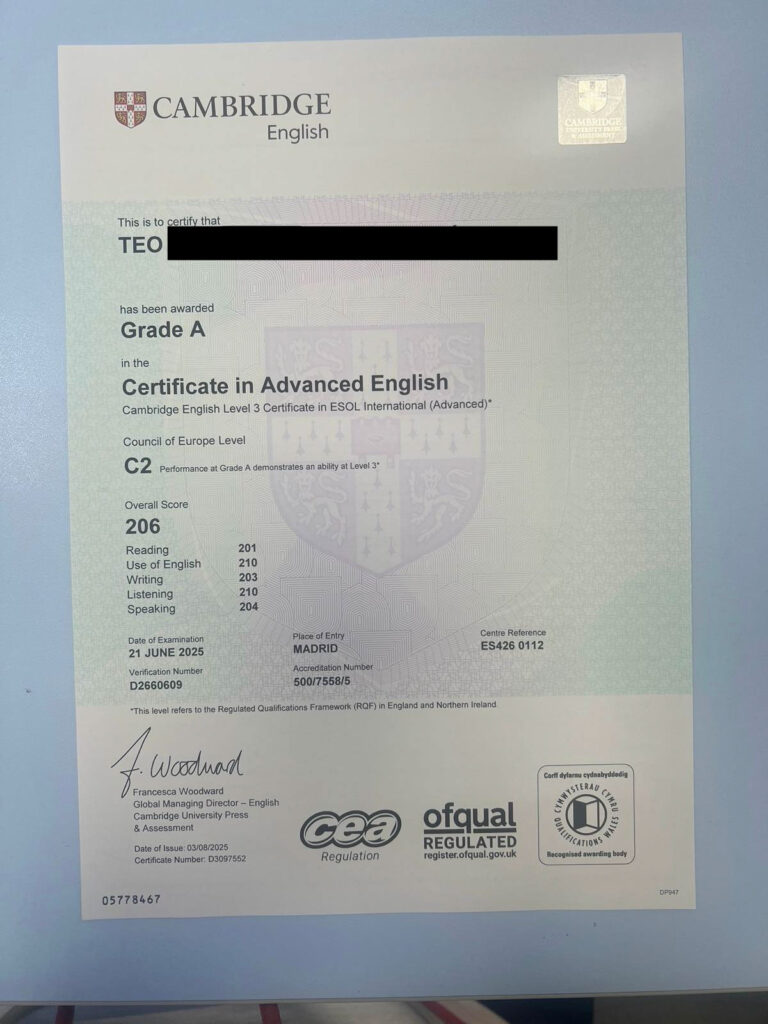 CAMBRIDGE
English
CAMBRIDGE
UNIVERSITY PRESS
& ASSESSMENT
This is to certify that
TEO
has been awarded
Grade A
in the
Certificate in Advanced English
Cambridge English Level 3 Certificate in ESOL International (Advanced)*
Council of Europe Level
C2 Performance at Grade A demonstrates an ability at Level 3*
Overall Score
206
Reading 201
Use of English 210
Writing 203
Listening 210
Speaking 204
Date of Examination
21 JUNE 2025
Place of Entry
MADRID
Centre Reference
ES426 0112
Verification Number
D2660609
Accreditation Number
500/7558/5
*This level refers to the Regulated Qualifications Framework (RQF) in England and Northern Ireland
F. Woodward
Francesca Woodward
Global Managing Director – English
Cambridge University Press
& Assessment
Date of Issue: 03/08/2025
Certificate Number: D3097552
cea
Regulation
ofqual
REGULATED
register.ofqual.gov.uk
Corff dyfarnu cydnabyddedig
CYMWYSTERAU CYMRU
QUALIFICATIONS WALES
Recognised awarding body
05778467
DP947